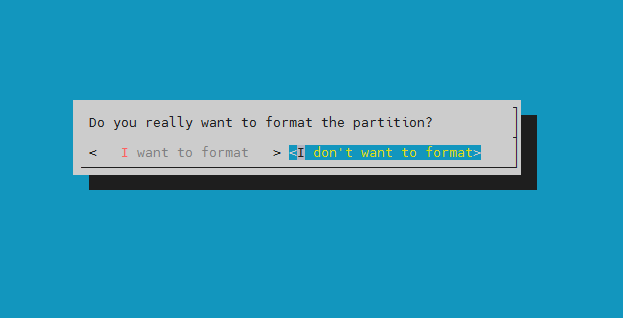 Do you really want to format the partition?
<   I want to format   > <I don't want to format>